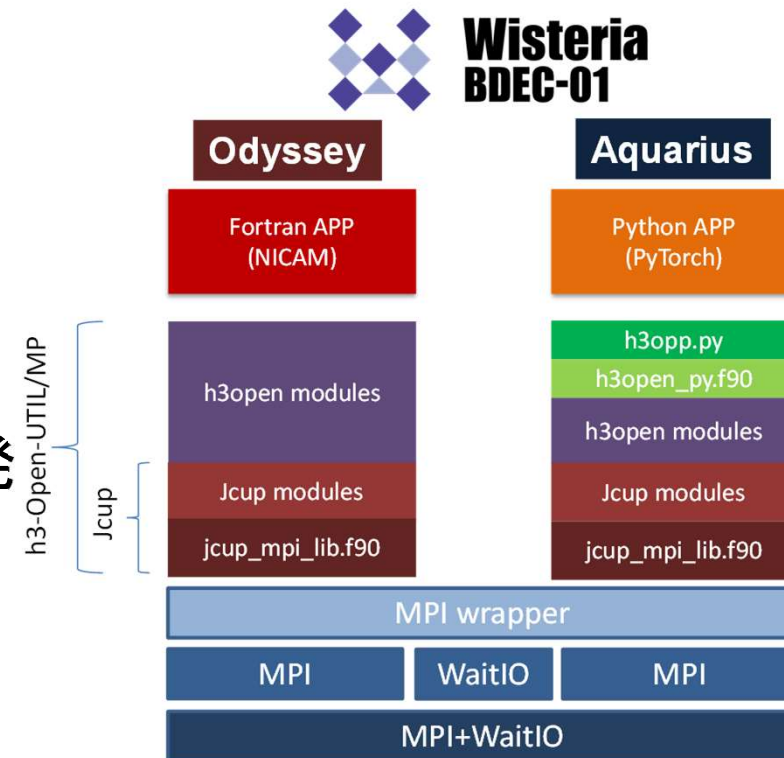 Wisteria
BDEC-01
Odyssey
Aquarius
Fortran APP
(NICAM)
Python APP
(PyTorch)
h3-Open-UTIL/MP
Jcup
h3open modules
Jcup modules
jcup_mpi_lib.f90
h3opp.py
h3open_py.f90
h3open modules
Jcup modules
jcup_mpi_lib.f90
MPI wrapper
MPI
WaitIO
MPI
MPI+WaitIO